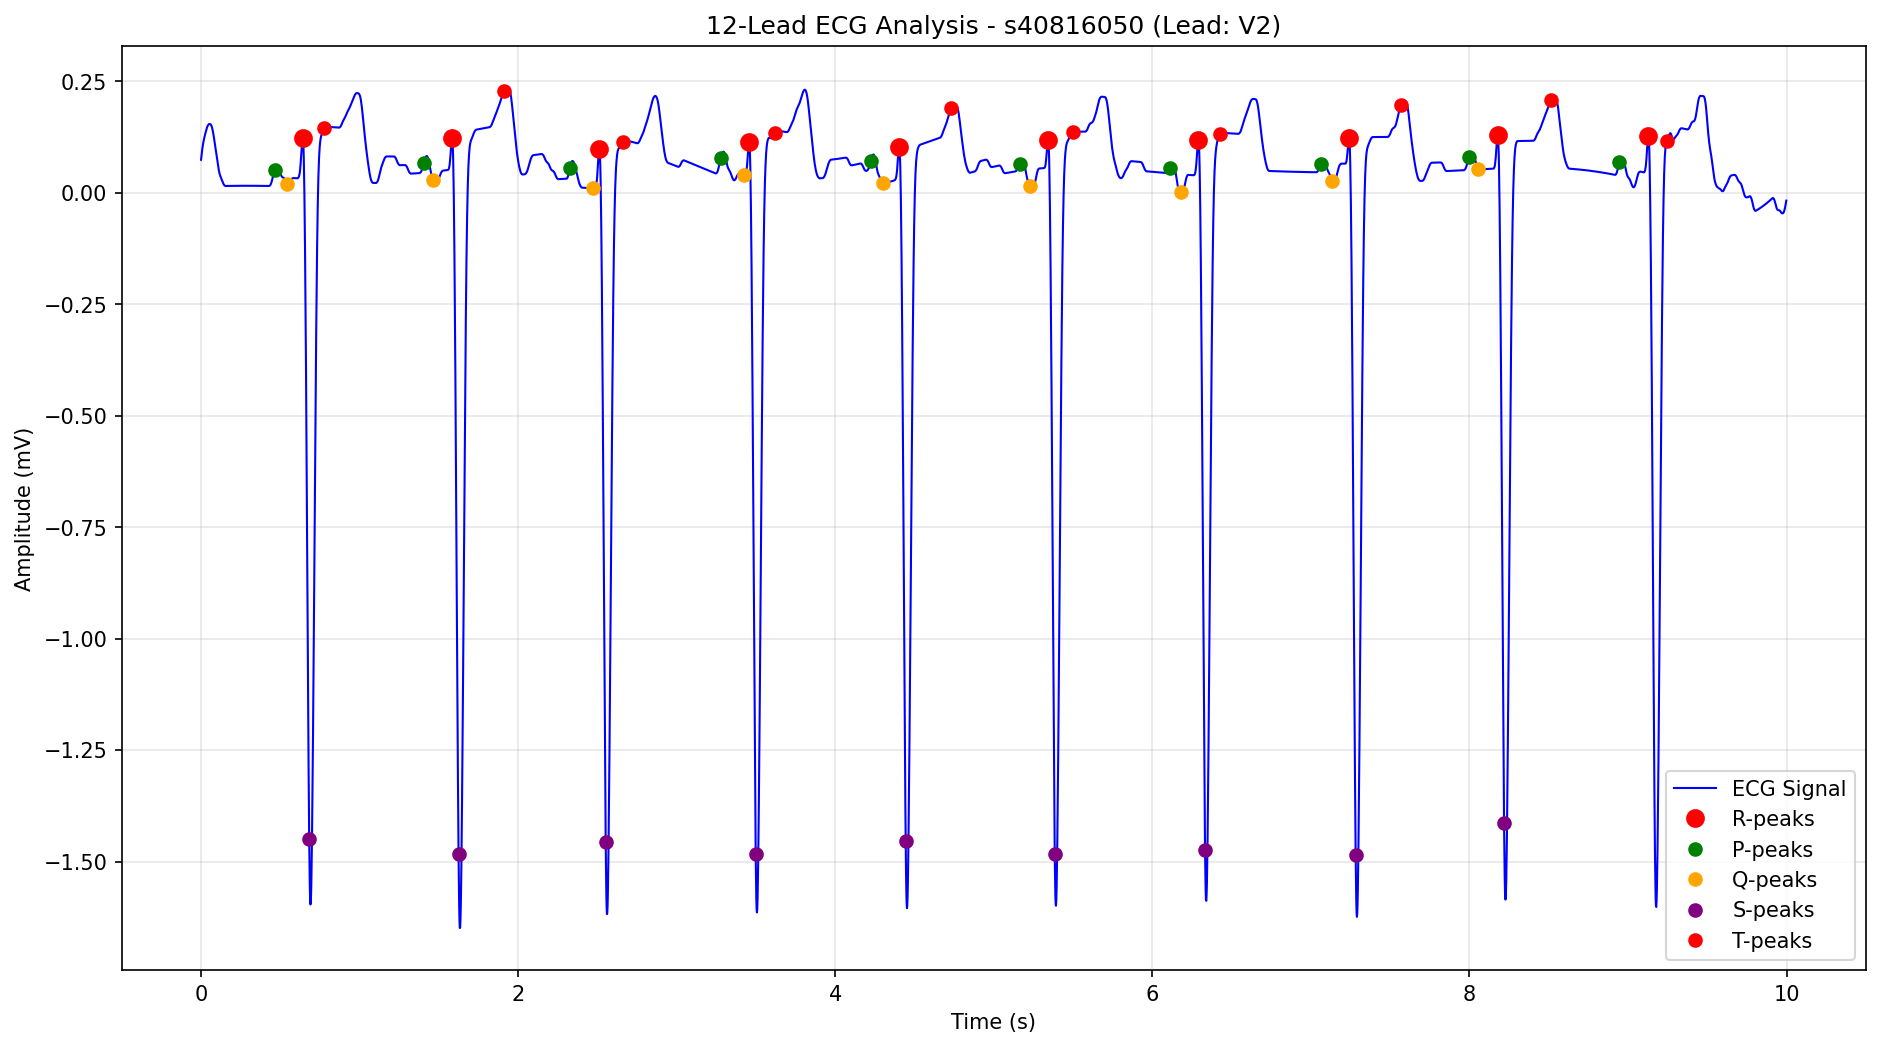 12-Lead ECG Analysis - s40816050 (Lead: V2)
Amplitude (mV)
0.25
0.00
−0.25
−0.50
−0.75
−1.00
−1.25
−1.50
ECG Signal
R-peaks
P-peaks
Q-peaks
S-peaks
T-peaks
0 2 4 6 8 10
Time (s)